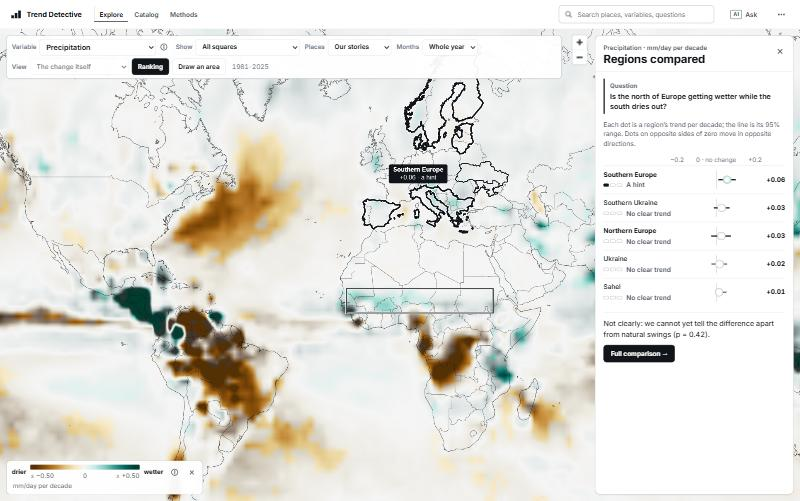 Trend Detective
Explore
Catalog
Methods
Search places, variables, questions
AI
Ask
Variable
Precipitation
Show
All squares
Places
Our stories
Months
Whole year
View
The change itself
Ranking
Draw an area
1981–2025
+
−
Precipitation · mm/day per decade
Regions compared
×
Question
Is the north of Europe getting wetter while the
south dries out?
Each dot is a region's trend per decade; the line is its 95%
range. Dots on opposite sides of zero move in opposite
directions.
−0.2
0 · no change
+0.2
Southern Europe
A hint
+0.06
Southern Ukraine
No clear trend
+0.03
Northern Europe
No clear trend
+0.03
Ukraine
No clear trend
+0.02
Sahel
No clear trend
+0.01
Not clearly: we cannot yet tell the difference apart
from natural swings (p = 0.42).
Full comparison →
Southern Europe
+0.06 · a hint
drier
≤ −0.50
0
≥ +0.50
wetter
×
mm/day per decade